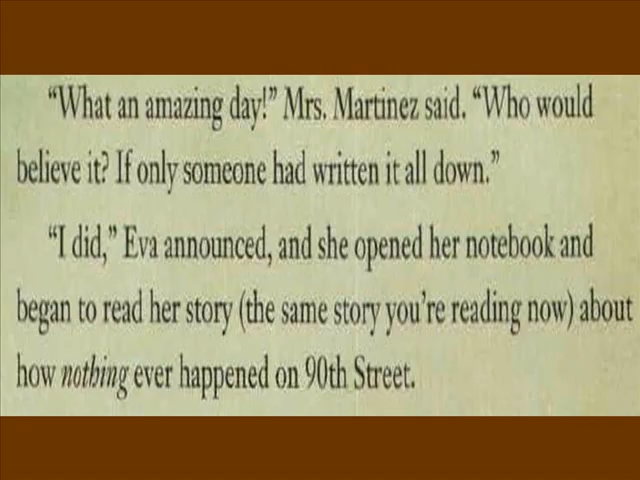 “What an amazing day!” Mrs. Martinez said. “Who would
believe it? If only someone had written it all down.”
“I did,” Eva announced, and she opened her notebook and
began to read her story (the same story you’re reading now) about
how nothing ever happened on 90th Street.